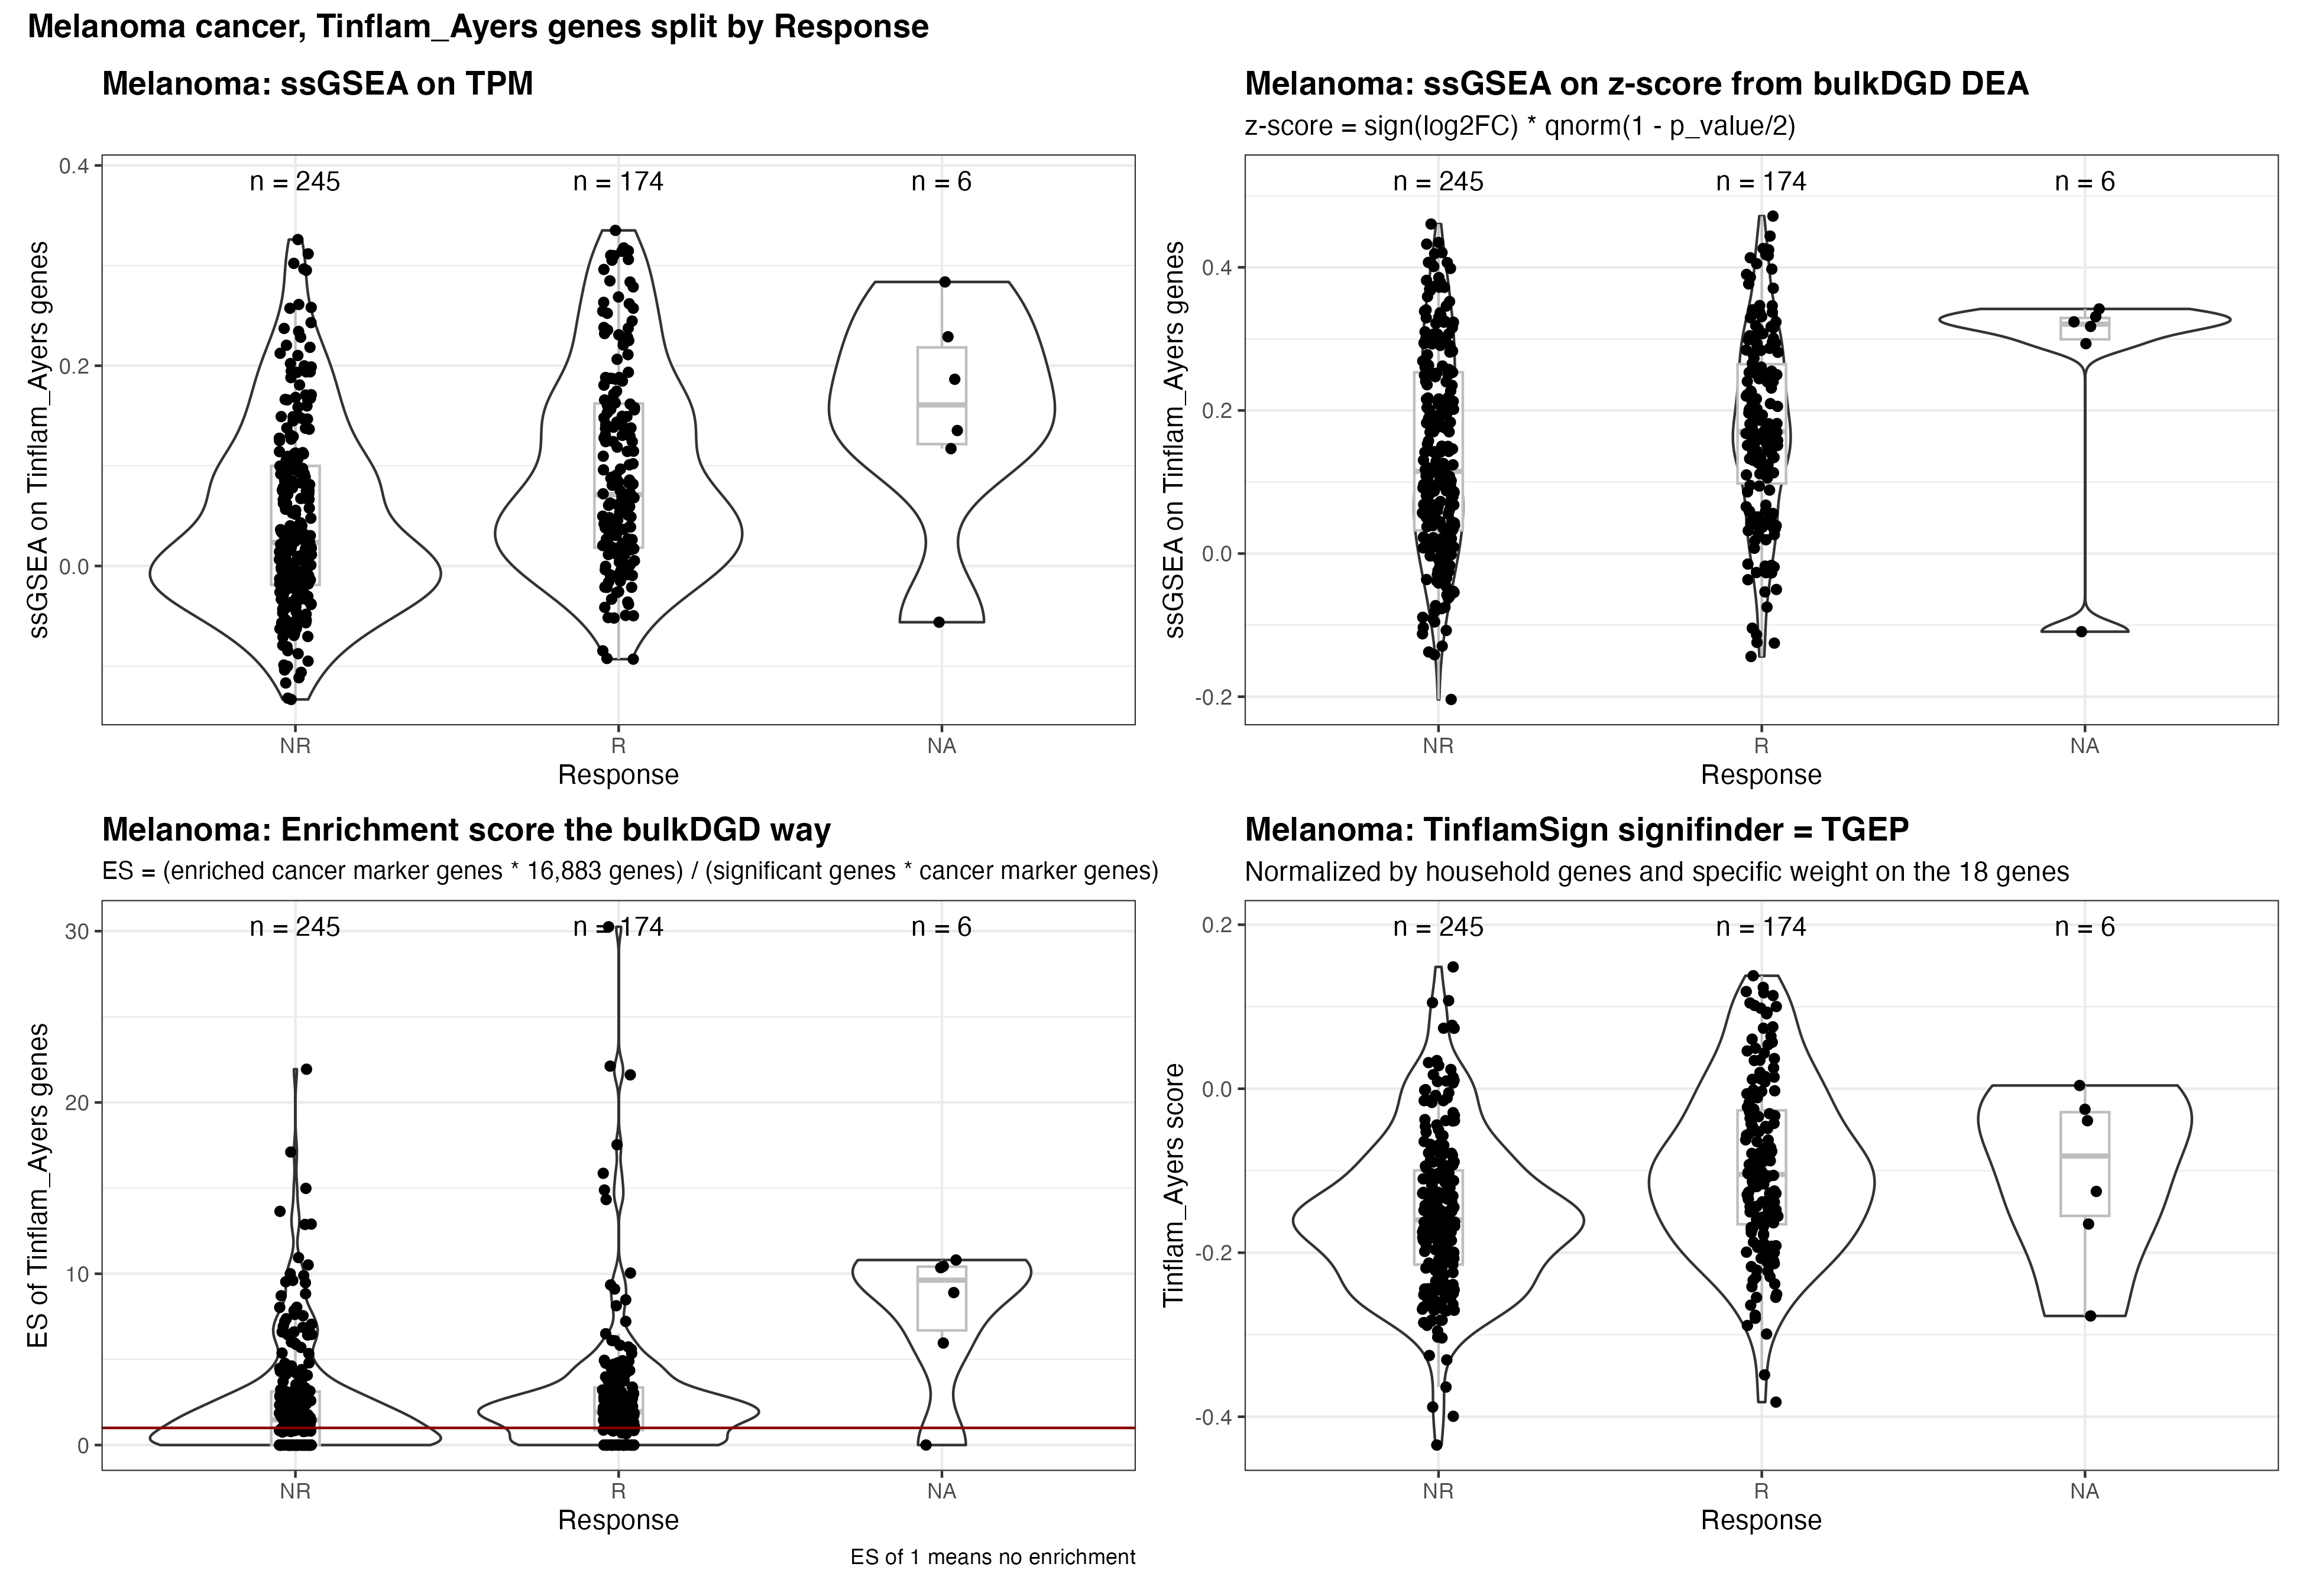 Melanoma cancer, Tinflam_Ayers genes split by Response
Melanoma: ssGSEA on TPM
ssGSEA on Tinflam_Ayers genes
0.4
0.2
0.0
n = 245
n = 174
n = 6
NR
R
NA
Response
Melanoma: ssGSEA on z-score from bulkDGD DEA
z-score = sign(log2FC) * qnorm(1 - p_value/2)
ssGSEA on Tinflam_Ayers genes
0.4
0.2
0.0
-0.2
n = 245
n = 174
n = 6
NR
R
NA
Response
Melanoma: Enrichment score the bulkDGD way
ES = (enriched cancer marker genes * 16,883 genes) / (significant genes * cancer marker genes)
ES of Tinflam_Ayers genes
30
20
10
0
n = 245
n = 174
n = 6
NR
R
NA
Response
ES of 1 means no enrichment
Melanoma: TinflamSign signifinder = TGEP
Normalized by household genes and specific weight on the 18 genes
Tinflam_Ayers score
0.2
0.0
-0.2
-0.4
n = 245
n = 174
n = 6
NR
R
NA
Response